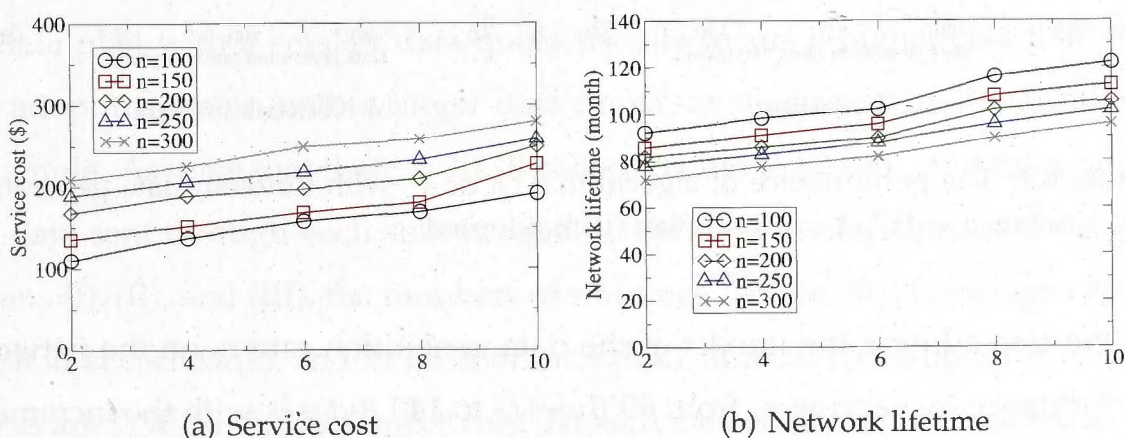 400
300
200
100
0
2
4
6
8
10
Service cost ($)
n=100
n=150
n=200
n=250
n=300
(a) Service cost
140
120
100
80
60
40
20
0
2
4
6
8
10
Network lifetime (month)
n=100
n=150
n=200
n=250
n=300
(b) Network lifetime